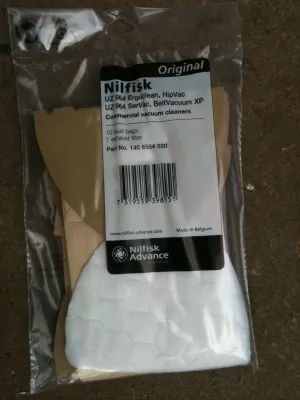 Original
Nilfisk
UZ 964 Ergoclean, HipVac
UZ 964 SerVac, BeltVacuum XP
Commercial vacuum cleaners
10 bags
1 exhaust filter
Part No. 140 6554 020
www.nilfisk-advance.com
Made in Belgium
Nilfisk
Advance